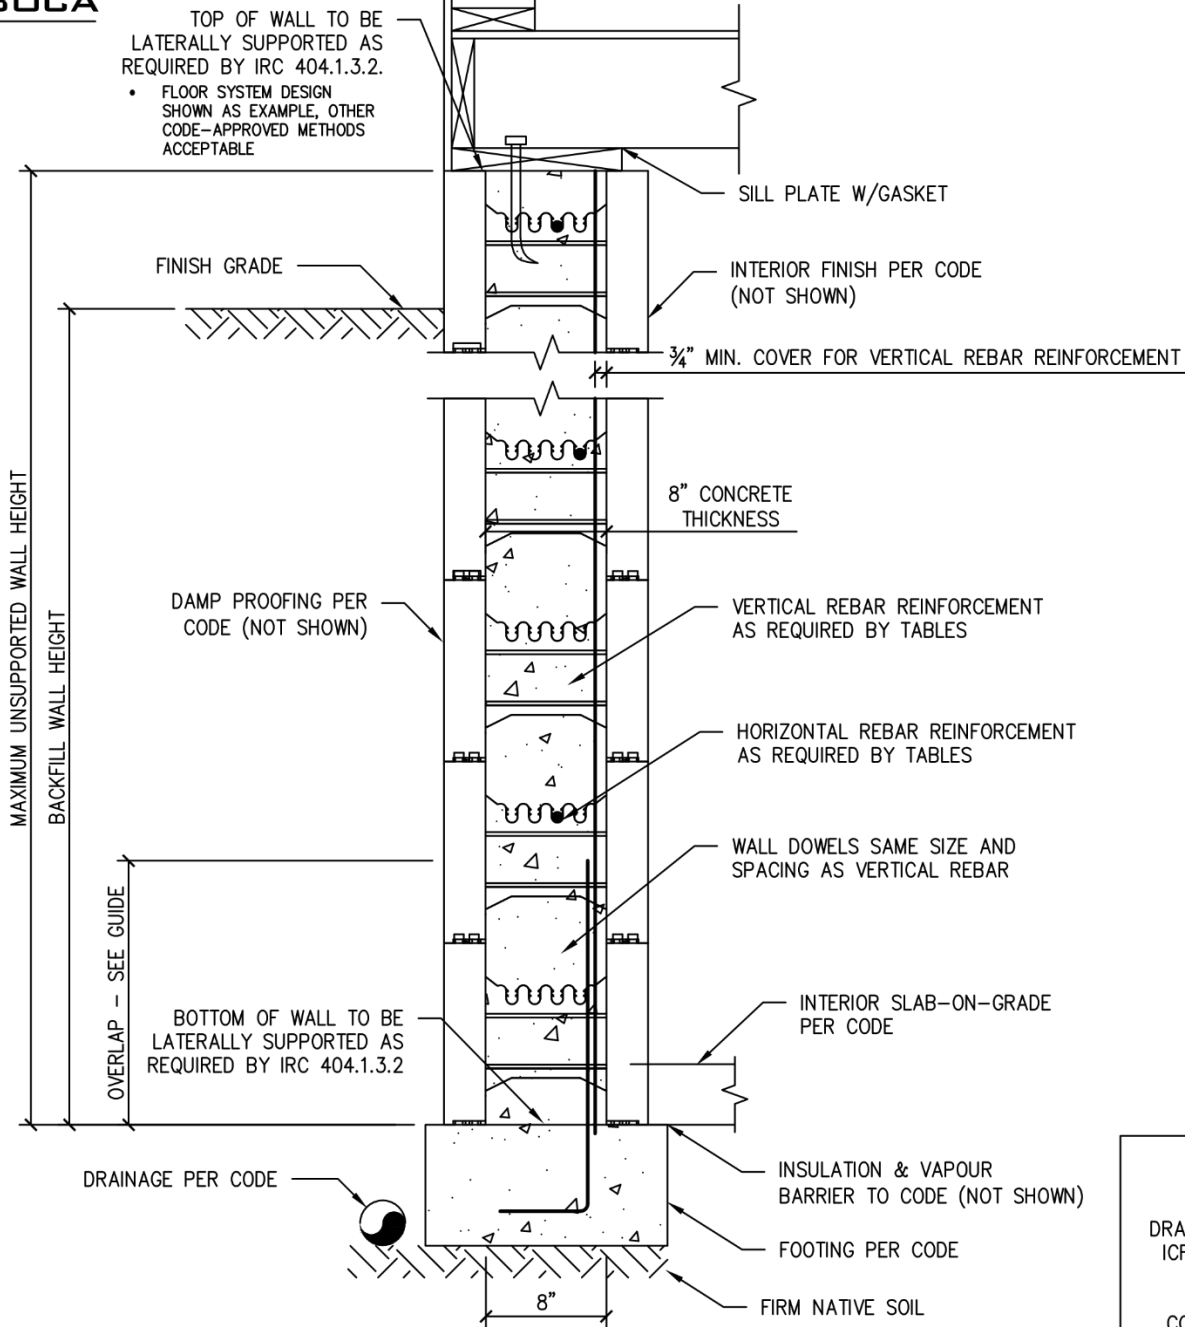 TOP OF WALL TO BE
LATERALLY SUPPORTED AS
REQUIRED BY IRC 404.1.3.2.
• FLOOR SYSTEM DESIGN
SHOWN AS EXAMPLE, OTHER
CODE-APPROVED METHODS
ACCEPTABLE
SILL PLATE W/GASKET
FINISH GRADE
INTERIOR FINISH PER CODE
(NOT SHOWN)
¾" MIN. COVER FOR VERTICAL REBAR REINFORCEMENT
8" CONCRETE
THICKNESS
MAXIMUM UNSUPPORTED WALL HEIGHT
BACKFILL WALL HEIGHT
DAMP PROOFING PER
CODE (NOT SHOWN)
VERTICAL REBAR REINFORCEMENT
AS REQUIRED BY TABLES
HORIZONTAL REBAR REINFORCEMENT
AS REQUIRED BY TABLES
WALL DOWELS SAME SIZE AND
SPACING AS VERTICAL REBAR
OVERLAP - SEE GUIDE
BOTTOM OF WALL TO BE
LATERALLY SUPPORTED AS
REQUIRED BY IRC 404.1.3.2
INTERIOR SLAB-ON-GRADE
PER CODE
DRAINAGE PER CODE
INSULATION & VAPOUR
BARRIER TO CODE (NOT SHOWN)
FOOTING PER CODE
8"
FIRM NATIVE SOIL